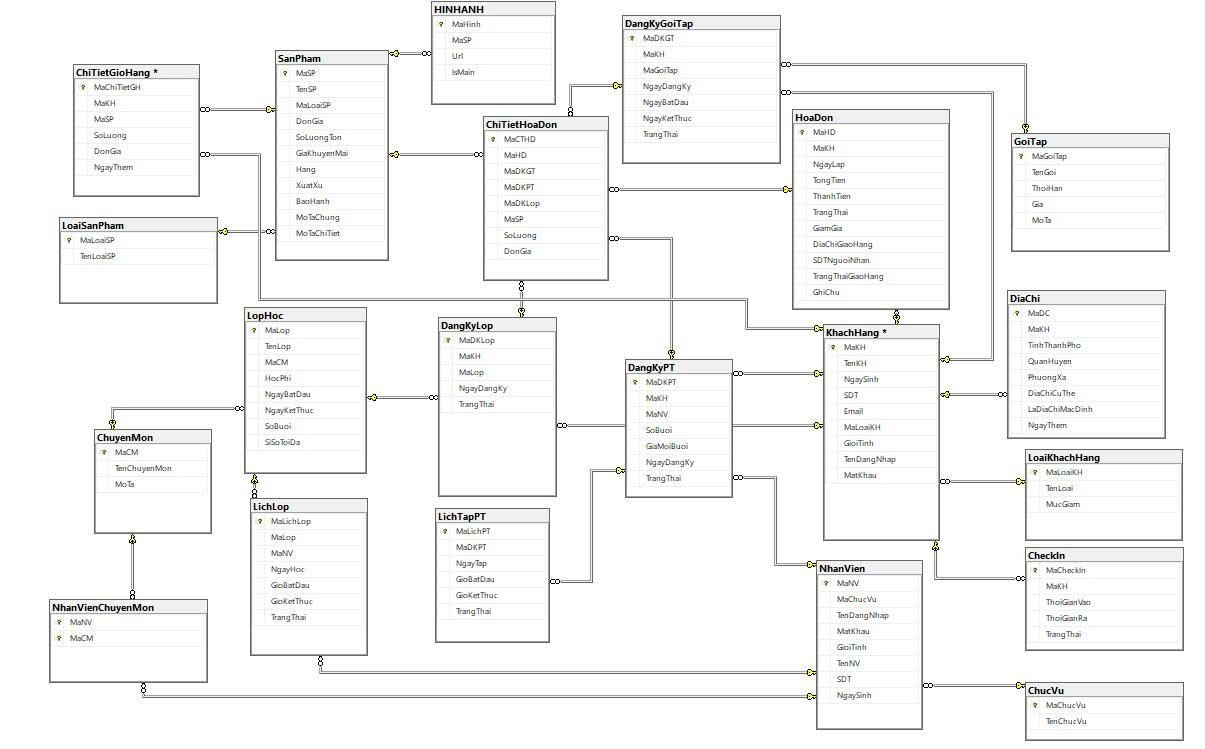 HINHANH
MaHinh
MaSP
Url
IsMain
DangKyGoiTap
MaDKGT
MaKH
MaGoiTap
NgayDangKy
NgayBatDau
NgayKetThuc
TrangThai
SanPham
MaSP
TenSP
MaLoaiSP
DonGia
SoLuongTon
GiaKhuyenMai
Hang
XuatXu
BaoHanh
MoTaChung
MoTaChiTiet
ChiTietGioHang *
MaChiTietGH
MaKH
MaSP
SoLuong
DonGia
NgayThem
ChiTietHoaDon
MaCTHD
MaHD
MaDKGT
MaDKPT
MaDKLop
MaSP
SoLuong
DonGia
HoaDon
MaHD
MaKH
NgayLap
TongTien
ThanhTien
TrangThai
GiamGia
DiaChiGiaoHang
SDTNguoiNhan
TrangThaiGiaoHang
GhiChu
GoiTap
MaGoiTap
TenGoi
ThoiHan
Gia
MoTa
LoaiSanPham
MaLoaiSP
TenLoaiSP
LopHoc
MaLop
TenLop
MaCM
HocPhi
NgayBatDau
NgayKetThuc
SoBuoi
SiSoToiDa
DangKyLop
MaDKLop
MaKH
MaLop
NgayDangKy
TrangThai
DangKyPT
MaDKPT
MaKH
MaNV
SoBuoi
GiaMoiBuoi
NgayDangKy
TrangThai
KhachHang *
MaKH
TenKH
NgaySinh
SDT
Email
MaLoaiKH
GioiTinh
TenDangNhap
MatKhau
DiaChi
MaDC
MaKH
TinhThanhPho
QuanHuyen
PhuongXa
DiaChiCuThe
LaDiaChiMacDinh
NgayThem
ChuyenMon
MaCM
TenChuyenMon
MoTa
LoaiKhachHang
MaLoaiKH
TenLoai
MucGiam
LichLop
MaLichLop
MaLop
MaNV
NgayHoc
GioBatDau
GioKetThuc
TrangThai
LichTapPT
MaLichPT
MaDKPT
NgayTap
GioBatDau
GioKetThuc
TrangThai
CheckIn
MaCheckIn
MaKH
ThoiGianVao
ThoiGianRa
TrangThai
NhanVien
MaNV
MaChucVu
TenDangNhap
MatKhau
GioiTinh
TenNV
SDT
NgaySinh
NhanVienChuyenMon
MaNV
MaCM
ChucVu
MaChucVu
TenChucVu